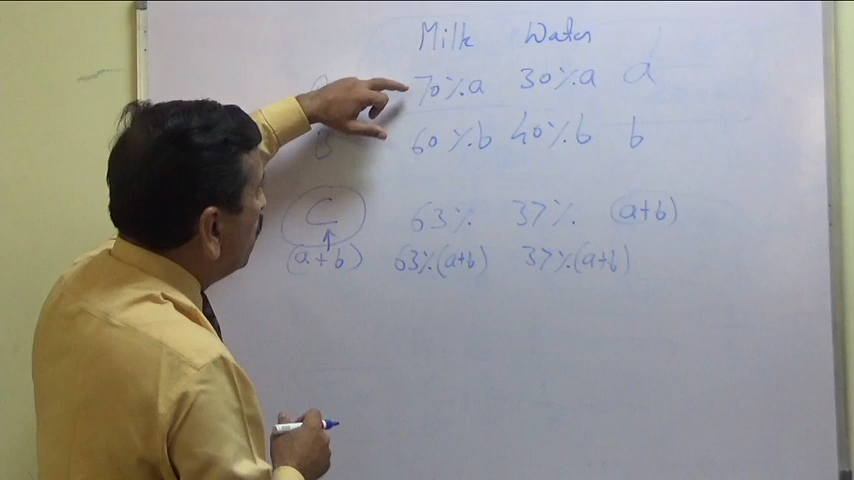 Milk Water
70%.a 30%.a a
B 60%.b 40%.b b
C 63% 37%. (a+b)
(a+b) 63%(a+b) 37%(a+b)